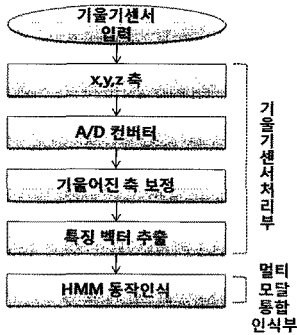 기울기센서
입력
x,y,z 축
A/D 컨버터
기울어진 축 보정
특징 벡터 추출
HMM 동작인식
기울기센서처리부
멀티
모달
통합
인식부